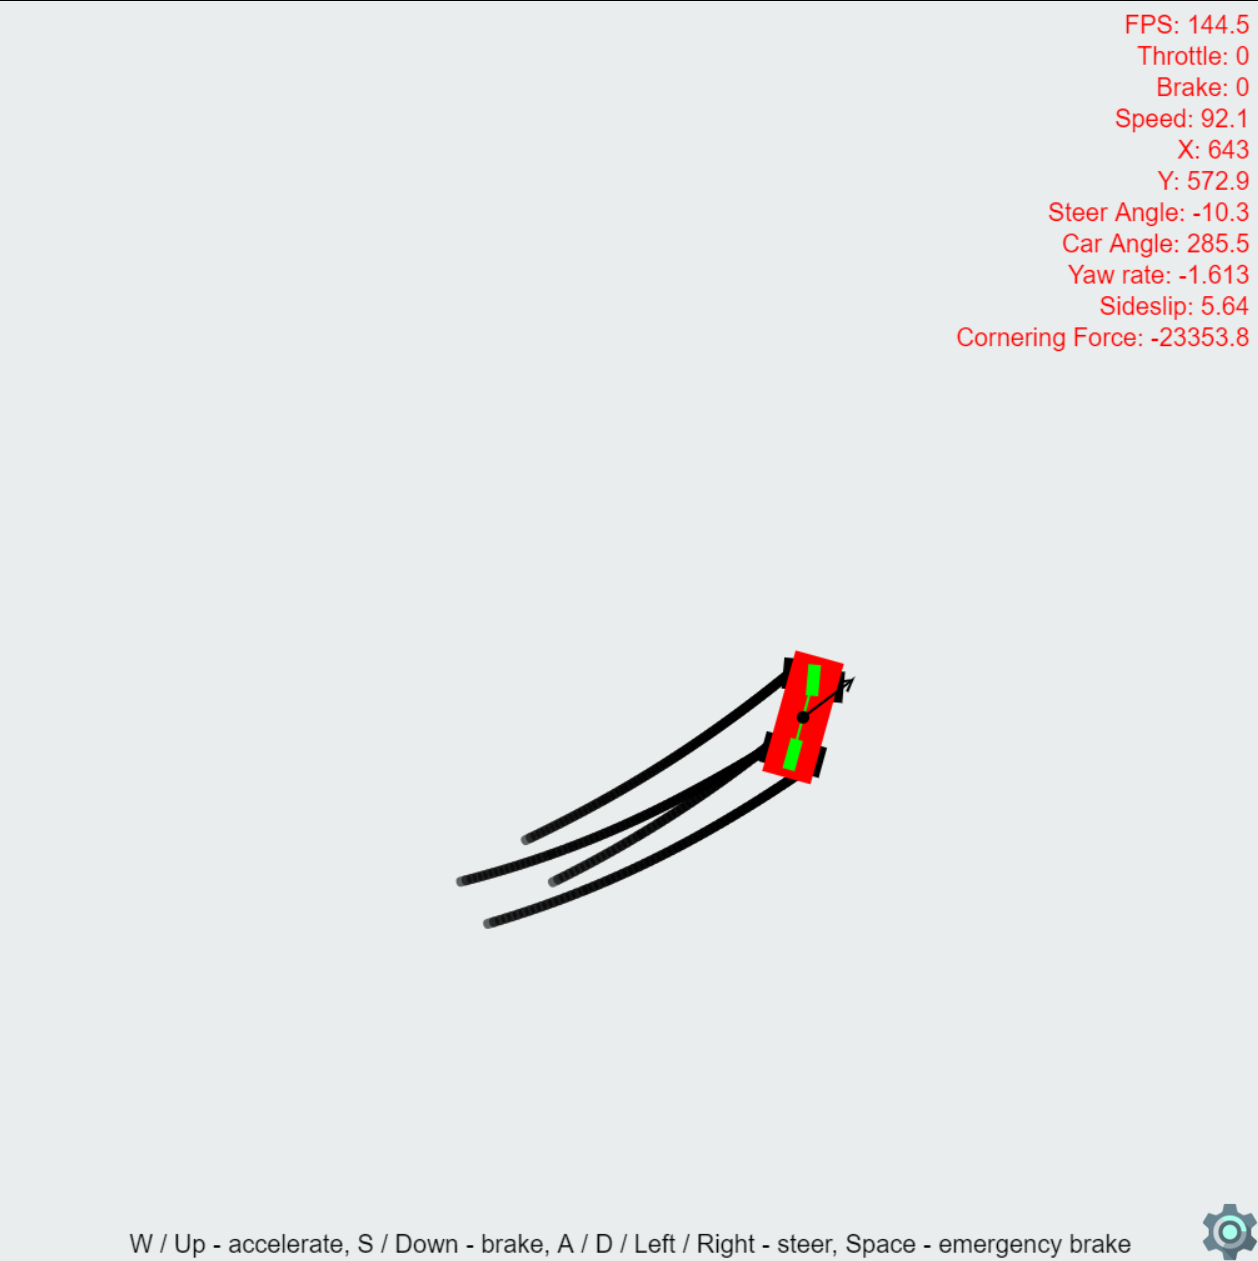 FPS: 144.5
Throttle: 0
Brake: 0
Speed: 92.1
X: 643
Y: 572.9
Steer Angle: -10.3
Car Angle: 285.5
Yaw rate: -1.613
Sideslip: 5.64
Cornering Force: -23353.8
W / Up - accelerate, S / Down - brake, A / D / Left / Right - steer, Space - emergency brake